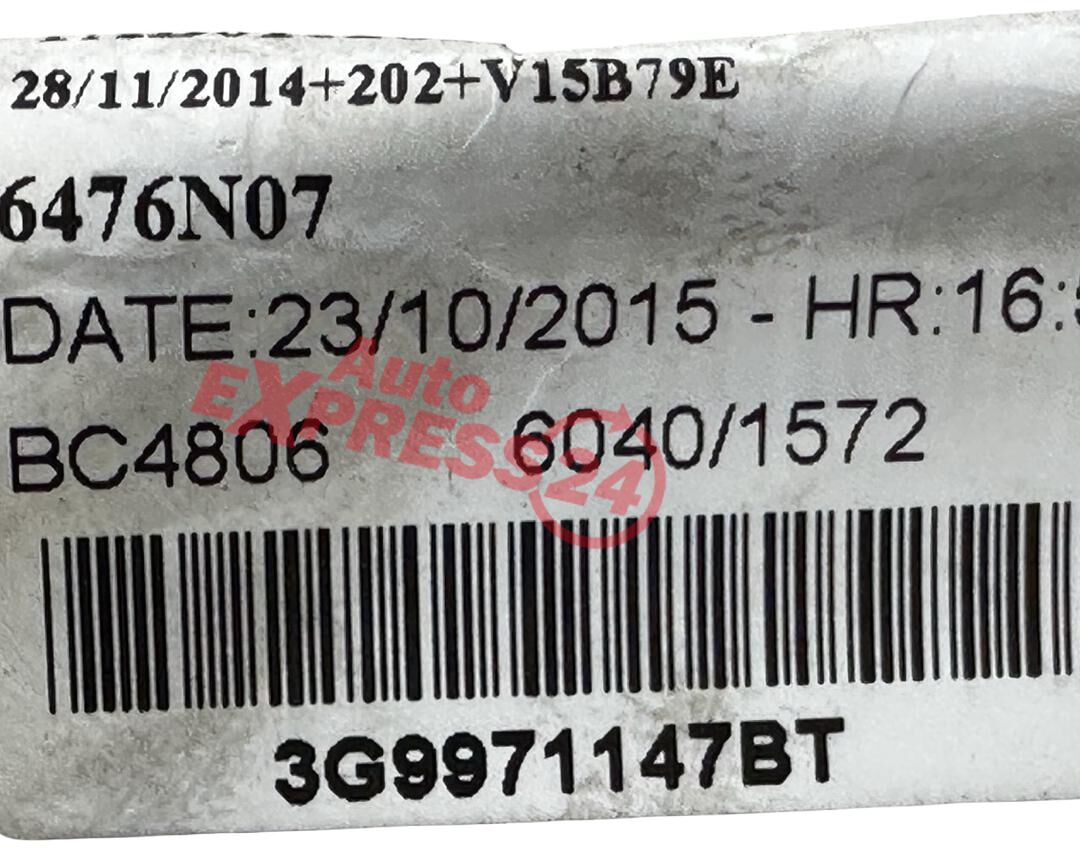 28/11/2014+202+V15B79E
6476N07
DATE:23/10/2015 - HR:16:
BC4806 6040/1572
Auto
EXPRESS24
3G9971147BT